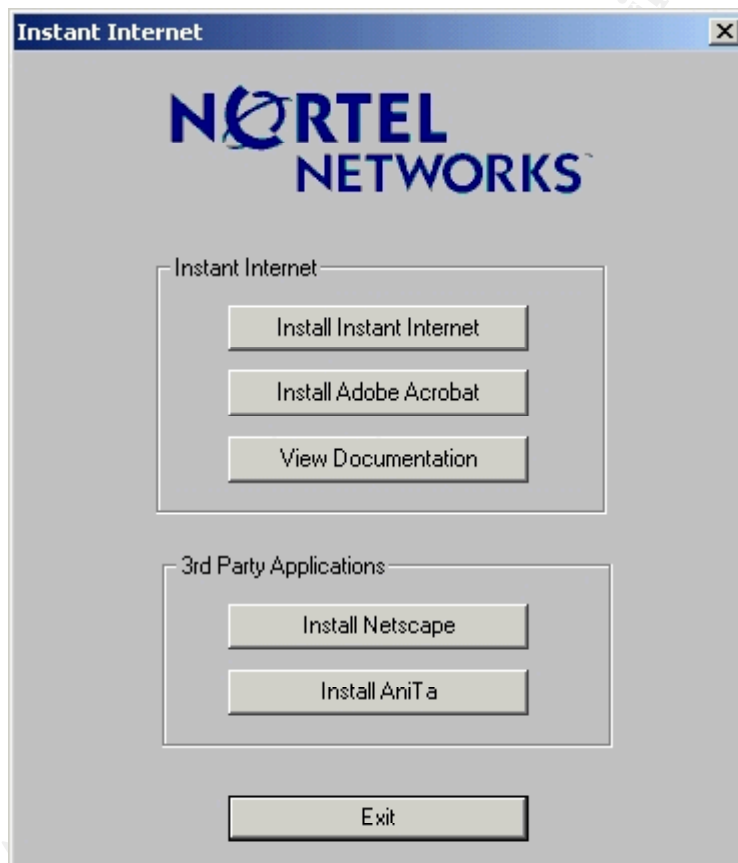 Instant Internet
NORTEL
NETWORKS
Instant Internet
Install Instant Internet
Install Adobe Acrobat
View Documentation
3rd Party Applications
Install Netscape
Install AniTa
Exit